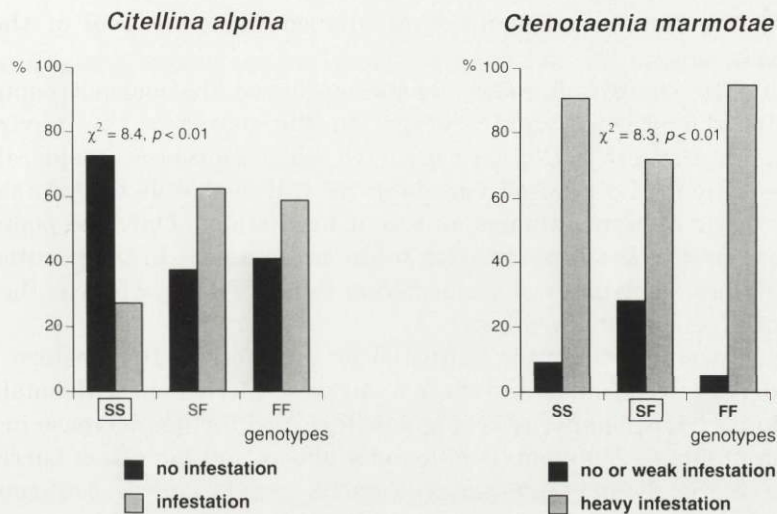 Citellina alpina
%
100
80
60
40
20
0
χ² = 8.4, p < 0.01
SS SF FF
genotypes
no infestation
infestation
Ctenotaenia marmotae
%
100
80
60
40
20
0
χ² = 8.3, p < 0.01
SS SF FF
genotypes
no or weak infestation
heavy infestation